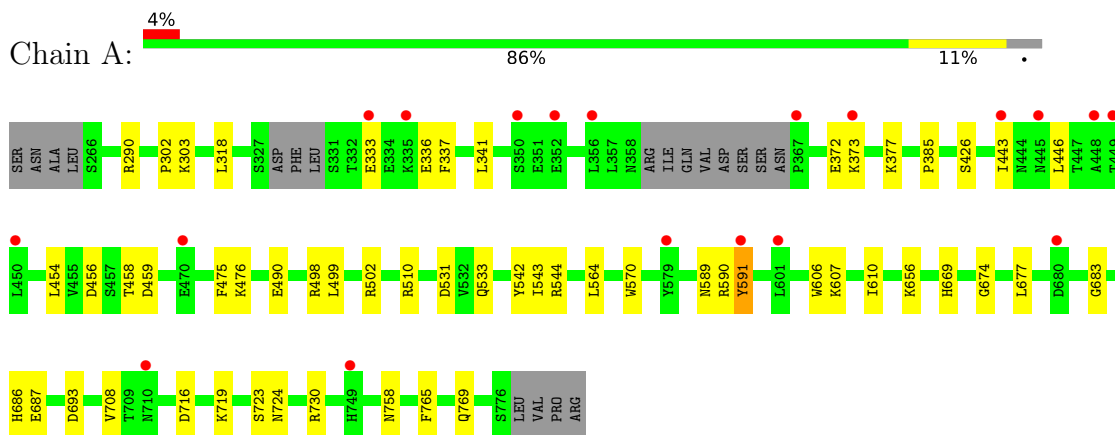 4%
Chain A:
86% 11% •
SER ASN ALA LEU S266 R290 P302 K303 L318 S327 ASP PHE LEU S331 T332 E333 E334 K335 E336 F337 L341 S350 E351 E352 L356 L357 N358 ARG ILE GLN VAL ASP SER SER ASN P367 E372 K373 K377 P385 S426 I443 N444 N445 L446 T447 A448 T449
L450 L454 V455 D456 S457 T458 D459 E470 F475 K476 E490 R498 L499 R502 R510 D531 V532 Q533 Y542 I543 R544 L564 W570 Y579 N589 R590 Y591 L601 W606 K607 I610 K656 H669 G674 L677 D680 G683
H686 E687 D693 V708 T709 N710 D716 K719 S723 N724 R730 H749 N758 F765 Q769 S776 LEU VAL PRO ARG